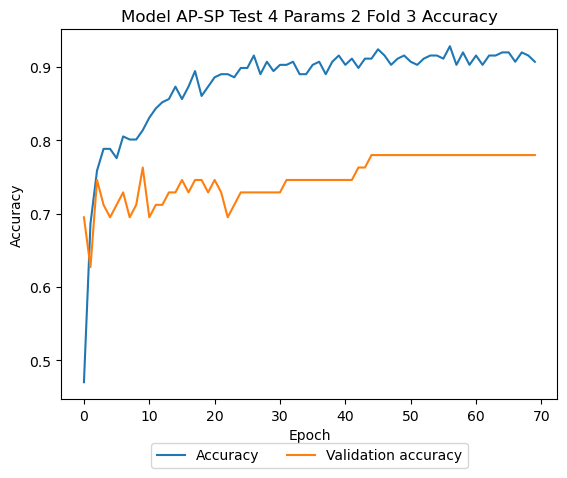 Model AP-SP Test 4 Params 2 Fold 3 Accuracy
Accuracy
0.9
0.8
0.7
0.6
0.5
0 10 20 30 40 50 60 70
Epoch
Accuracy Validation accuracy